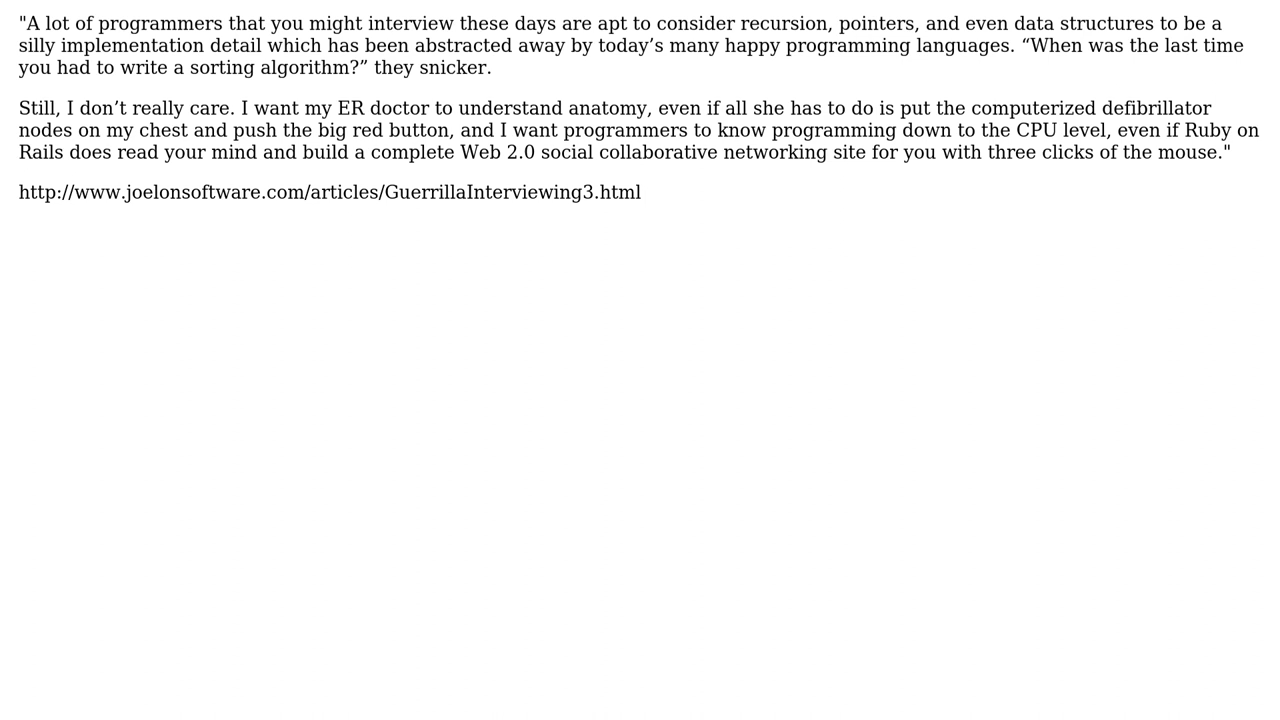 "A lot of programmers that you might interview these days are apt to consider recursion, pointers, and even data structures to be a
silly implementation detail which has been abstracted away by today’s many happy programming languages. “When was the last time
you had to write a sorting algorithm?” they snicker.
Still, I don’t really care. I want my ER doctor to understand anatomy, even if all she has to do is put the computerized defibrillator
nodes on my chest and push the big red button, and I want programmers to know programming down to the CPU level, even if Ruby on
Rails does read your mind and build a complete Web 2.0 social collaborative networking site for you with three clicks of the mouse."
http://www.joelonsoftware.com/articles/GuerrillaInterviewing3.html